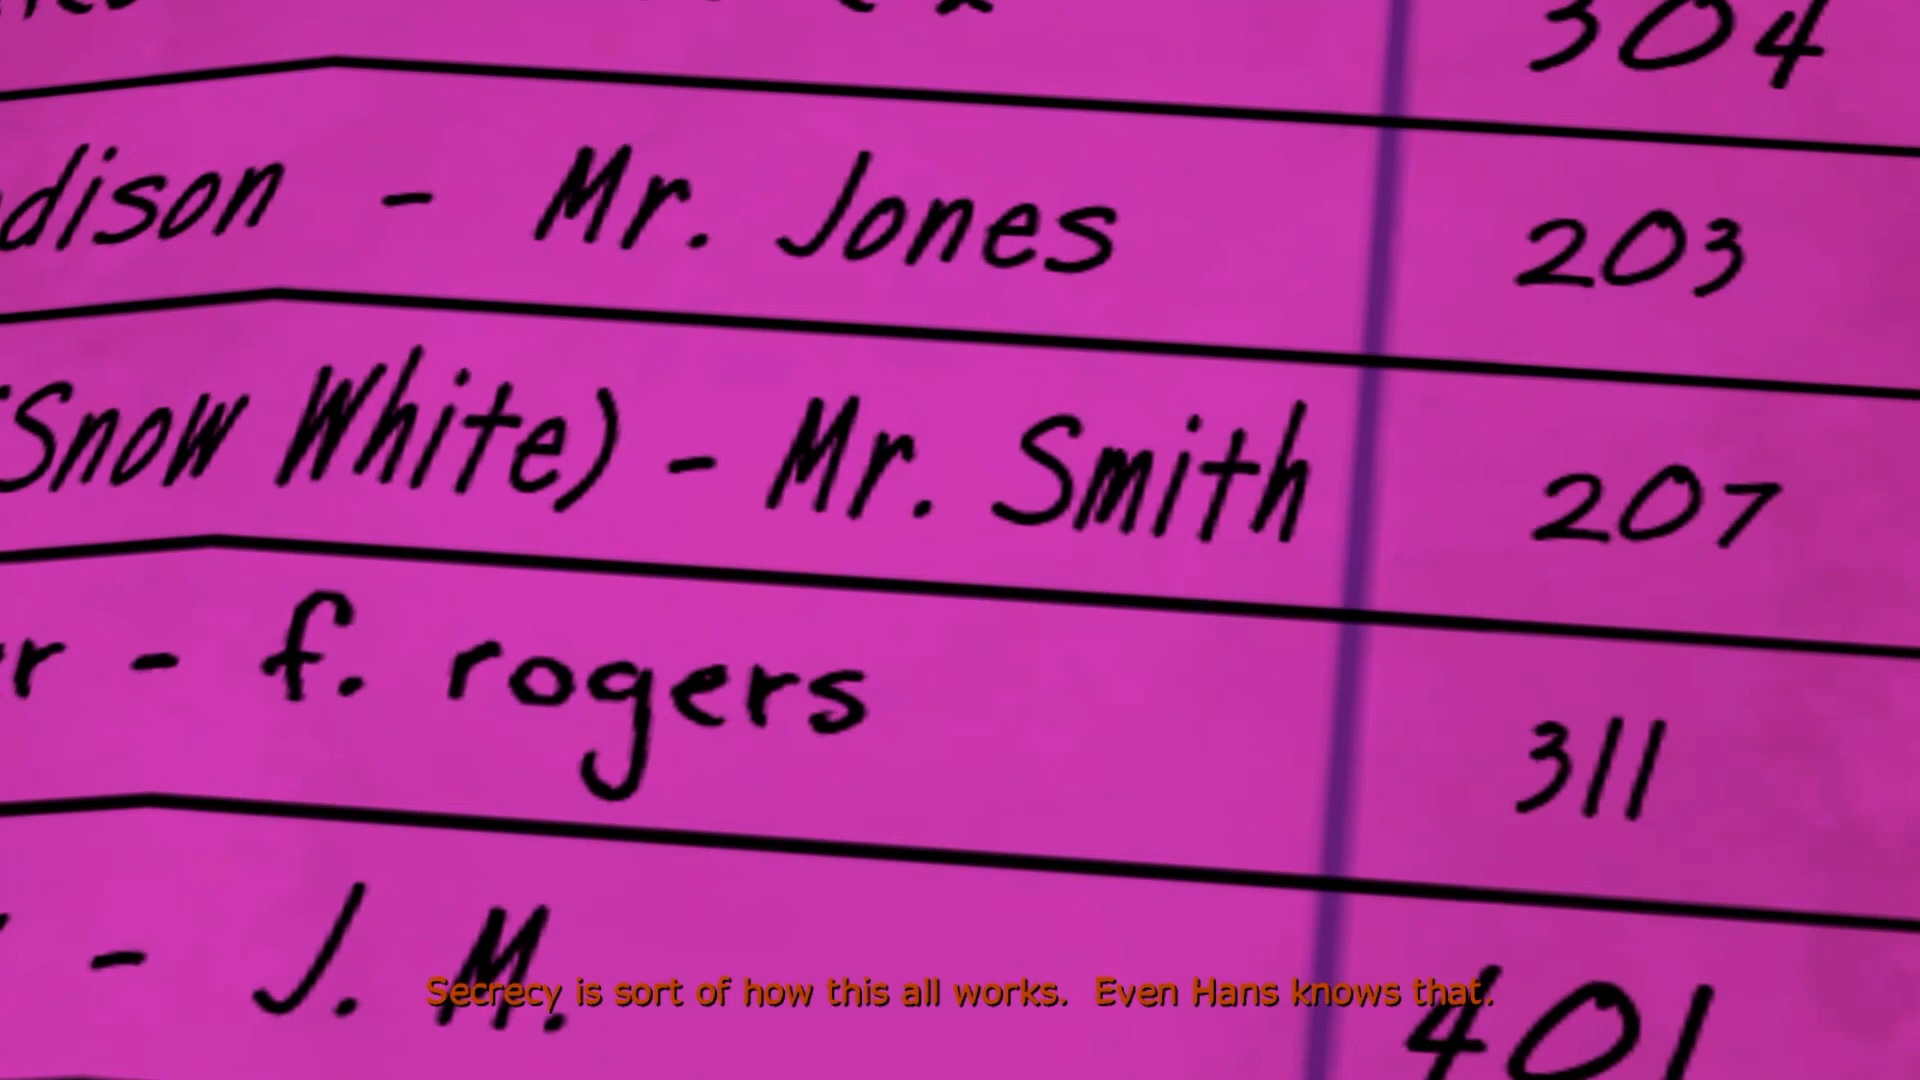 304
- Mr. Jones 203
(Snow White) - Mr. Smith 207
- f. rogers 311
- J. M. 401
Secrecy is sort of how this all works. Even Hans knows that.